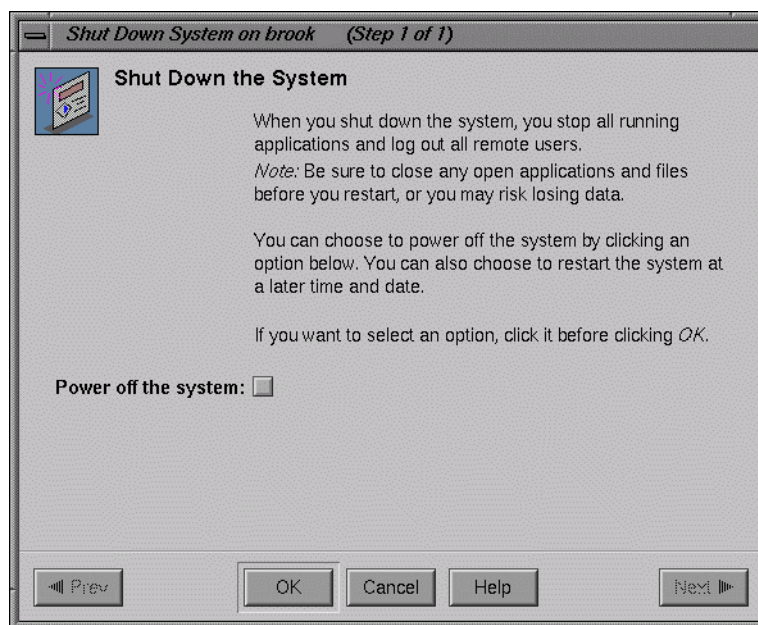 Shut Down System on brook (Step 1 of 1)
Shut Down the System
When you shut down the system, you stop all running
applications and log out all remote users.
Note: Be sure to close any open applications and files
before you restart, or you may risk losing data.
You can choose to power off the system by clicking an
option below. You can also choose to restart the system at
a later time and date.
If you want to select an option, click it before clicking OK.
Power off the system:
Prev OK Cancel Help Next